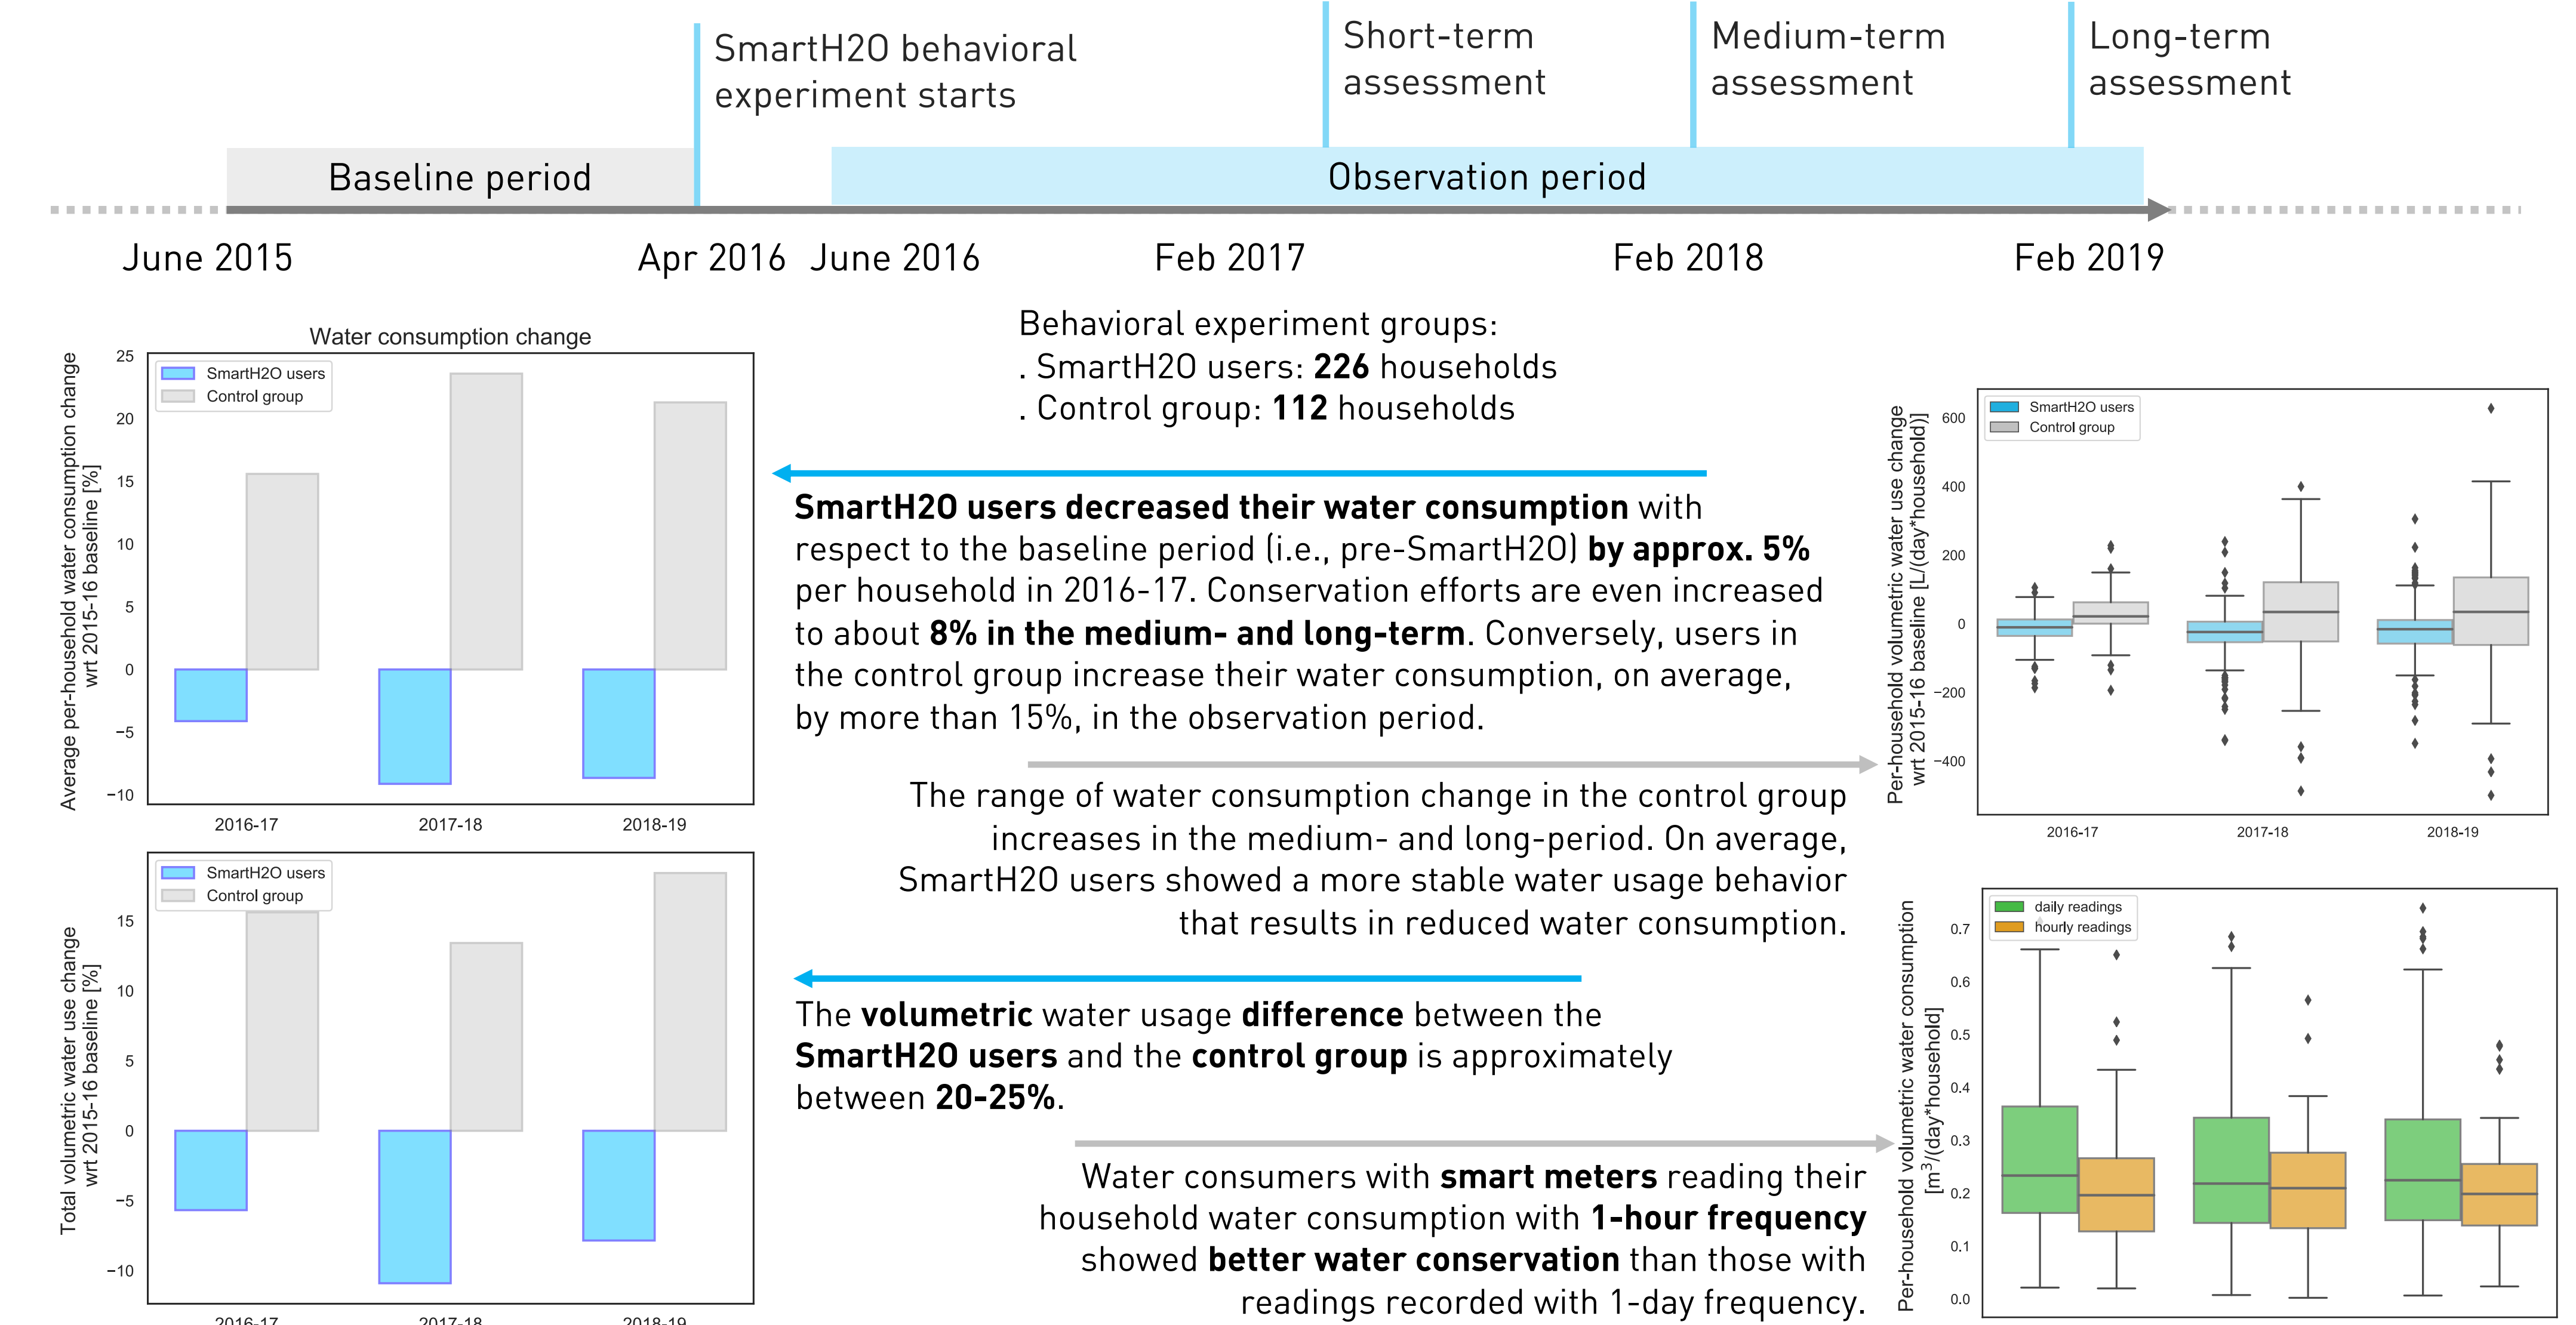 SmartH2O behavioral
experiment starts
Short-term
assessment
Medium-term
assessment
Long-term
assessment
Baseline period
Observation period
June 2015
Apr 2016
June 2016
Feb 2017
Feb 2018
Feb 2019
Behavioral experiment groups:
. SmartH2O users: 226 households
. Control group: 112 households
Water consumption change
Average per-household water consumption change
wrt 2015-16 baseline [%]
25
20
15
10
5
0
−5
−10
SmartH2O users
Control group
2016-17
2017-18
2018-19
SmartH2O users decreased their water consumption with
respect to the baseline period (i.e., pre-SmartH2O) by approx. 5%
per household in 2016-17. Conservation efforts are even increased
to about 8% in the medium- and long-term. Conversely, users in
the control group increase their water consumption, on average,
by more than 15%, in the observation period.
Per-household volumetric water use change
wrt 2015-16 baseline [L/(day*household)]
600
400
200
0
−200
−400
SmartH2O users
Control group
2016-17
2017-18
2018-19
The range of water consumption change in the control group
increases in the medium- and long-period. On average,
SmartH2O users showed a more stable water usage behavior
that results in reduced water consumption.
Total volumetric water use change
wrt 2015-16 baseline [%]
15
10
5
0
−5
−10
SmartH2O users
Control group
2016-17
2017-18
2018-19
The volumetric water usage difference between the
SmartH2O users and the control group is approximately
between 20-25%.
Water consumers with smart meters reading their
household water consumption with 1-hour frequency
showed better water conservation than those with
readings recorded with 1-day frequency.
Per-household volumetric water consumption
[m³/(day*household]
0.7
0.6
0.5
0.4
0.3
0.2
0.1
0.0
daily readings
hourly readings